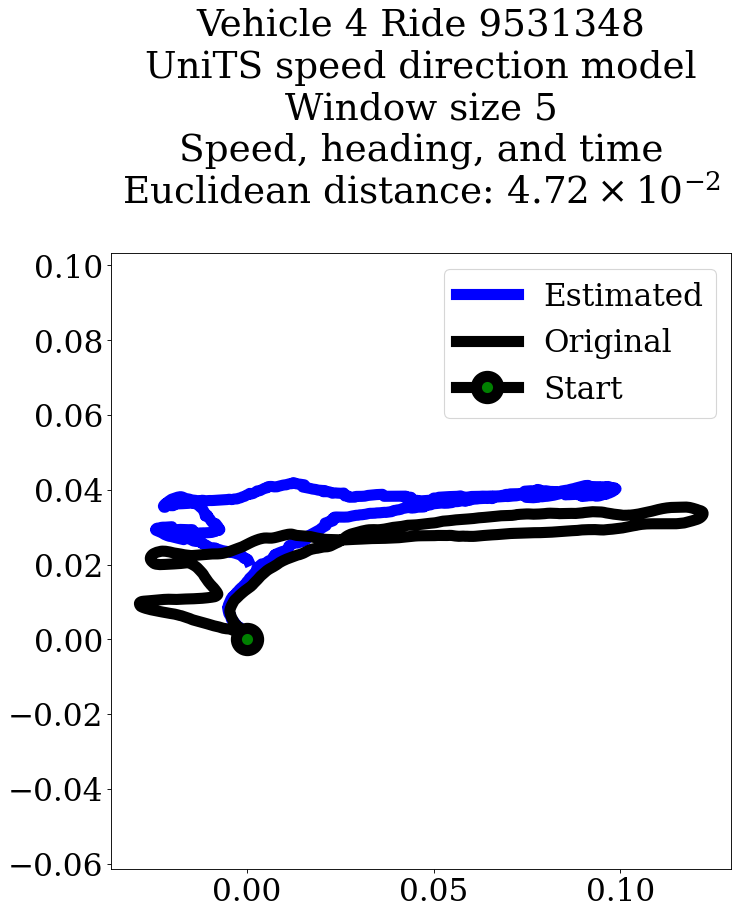 Vehicle 4 Ride 9531348
UniTS speed direction model
Window size 5
Speed, heading, and time
Euclidean distance: 4.72 × 10⁻²
Estimated
Original
Start
0.10
0.08
0.06
0.04
0.02
0.00
−0.02
−0.04
−0.06
0.00 0.05 0.10